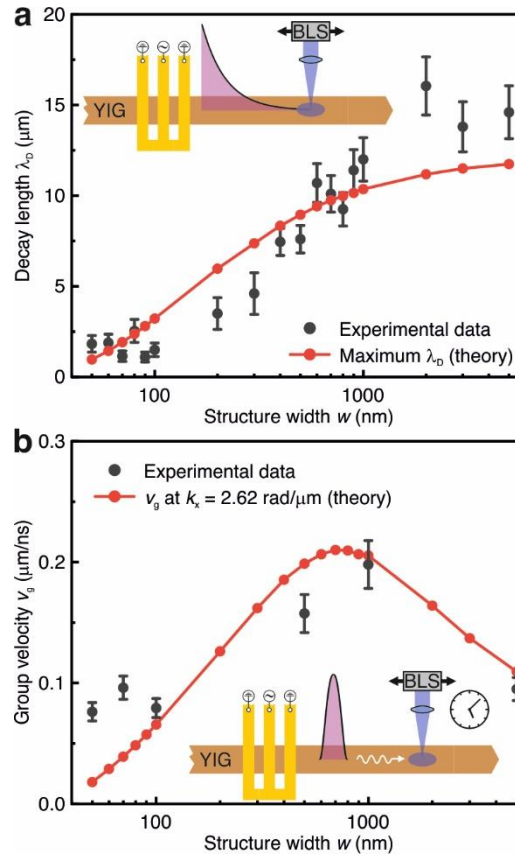 a
20
15
10
5
0
Decay length λD (μm)
BLS
YIG
Experimental data
Maximum λD (theory)
100
1000
Structure width w (nm)
b
0.3
0.2
0.1
0.0
Group velocity vg (μm/ns)
Experimental data
vg at kx = 2.62 rad/μm (theory)
BLS
YIG
100
1000
Structure width w (nm)